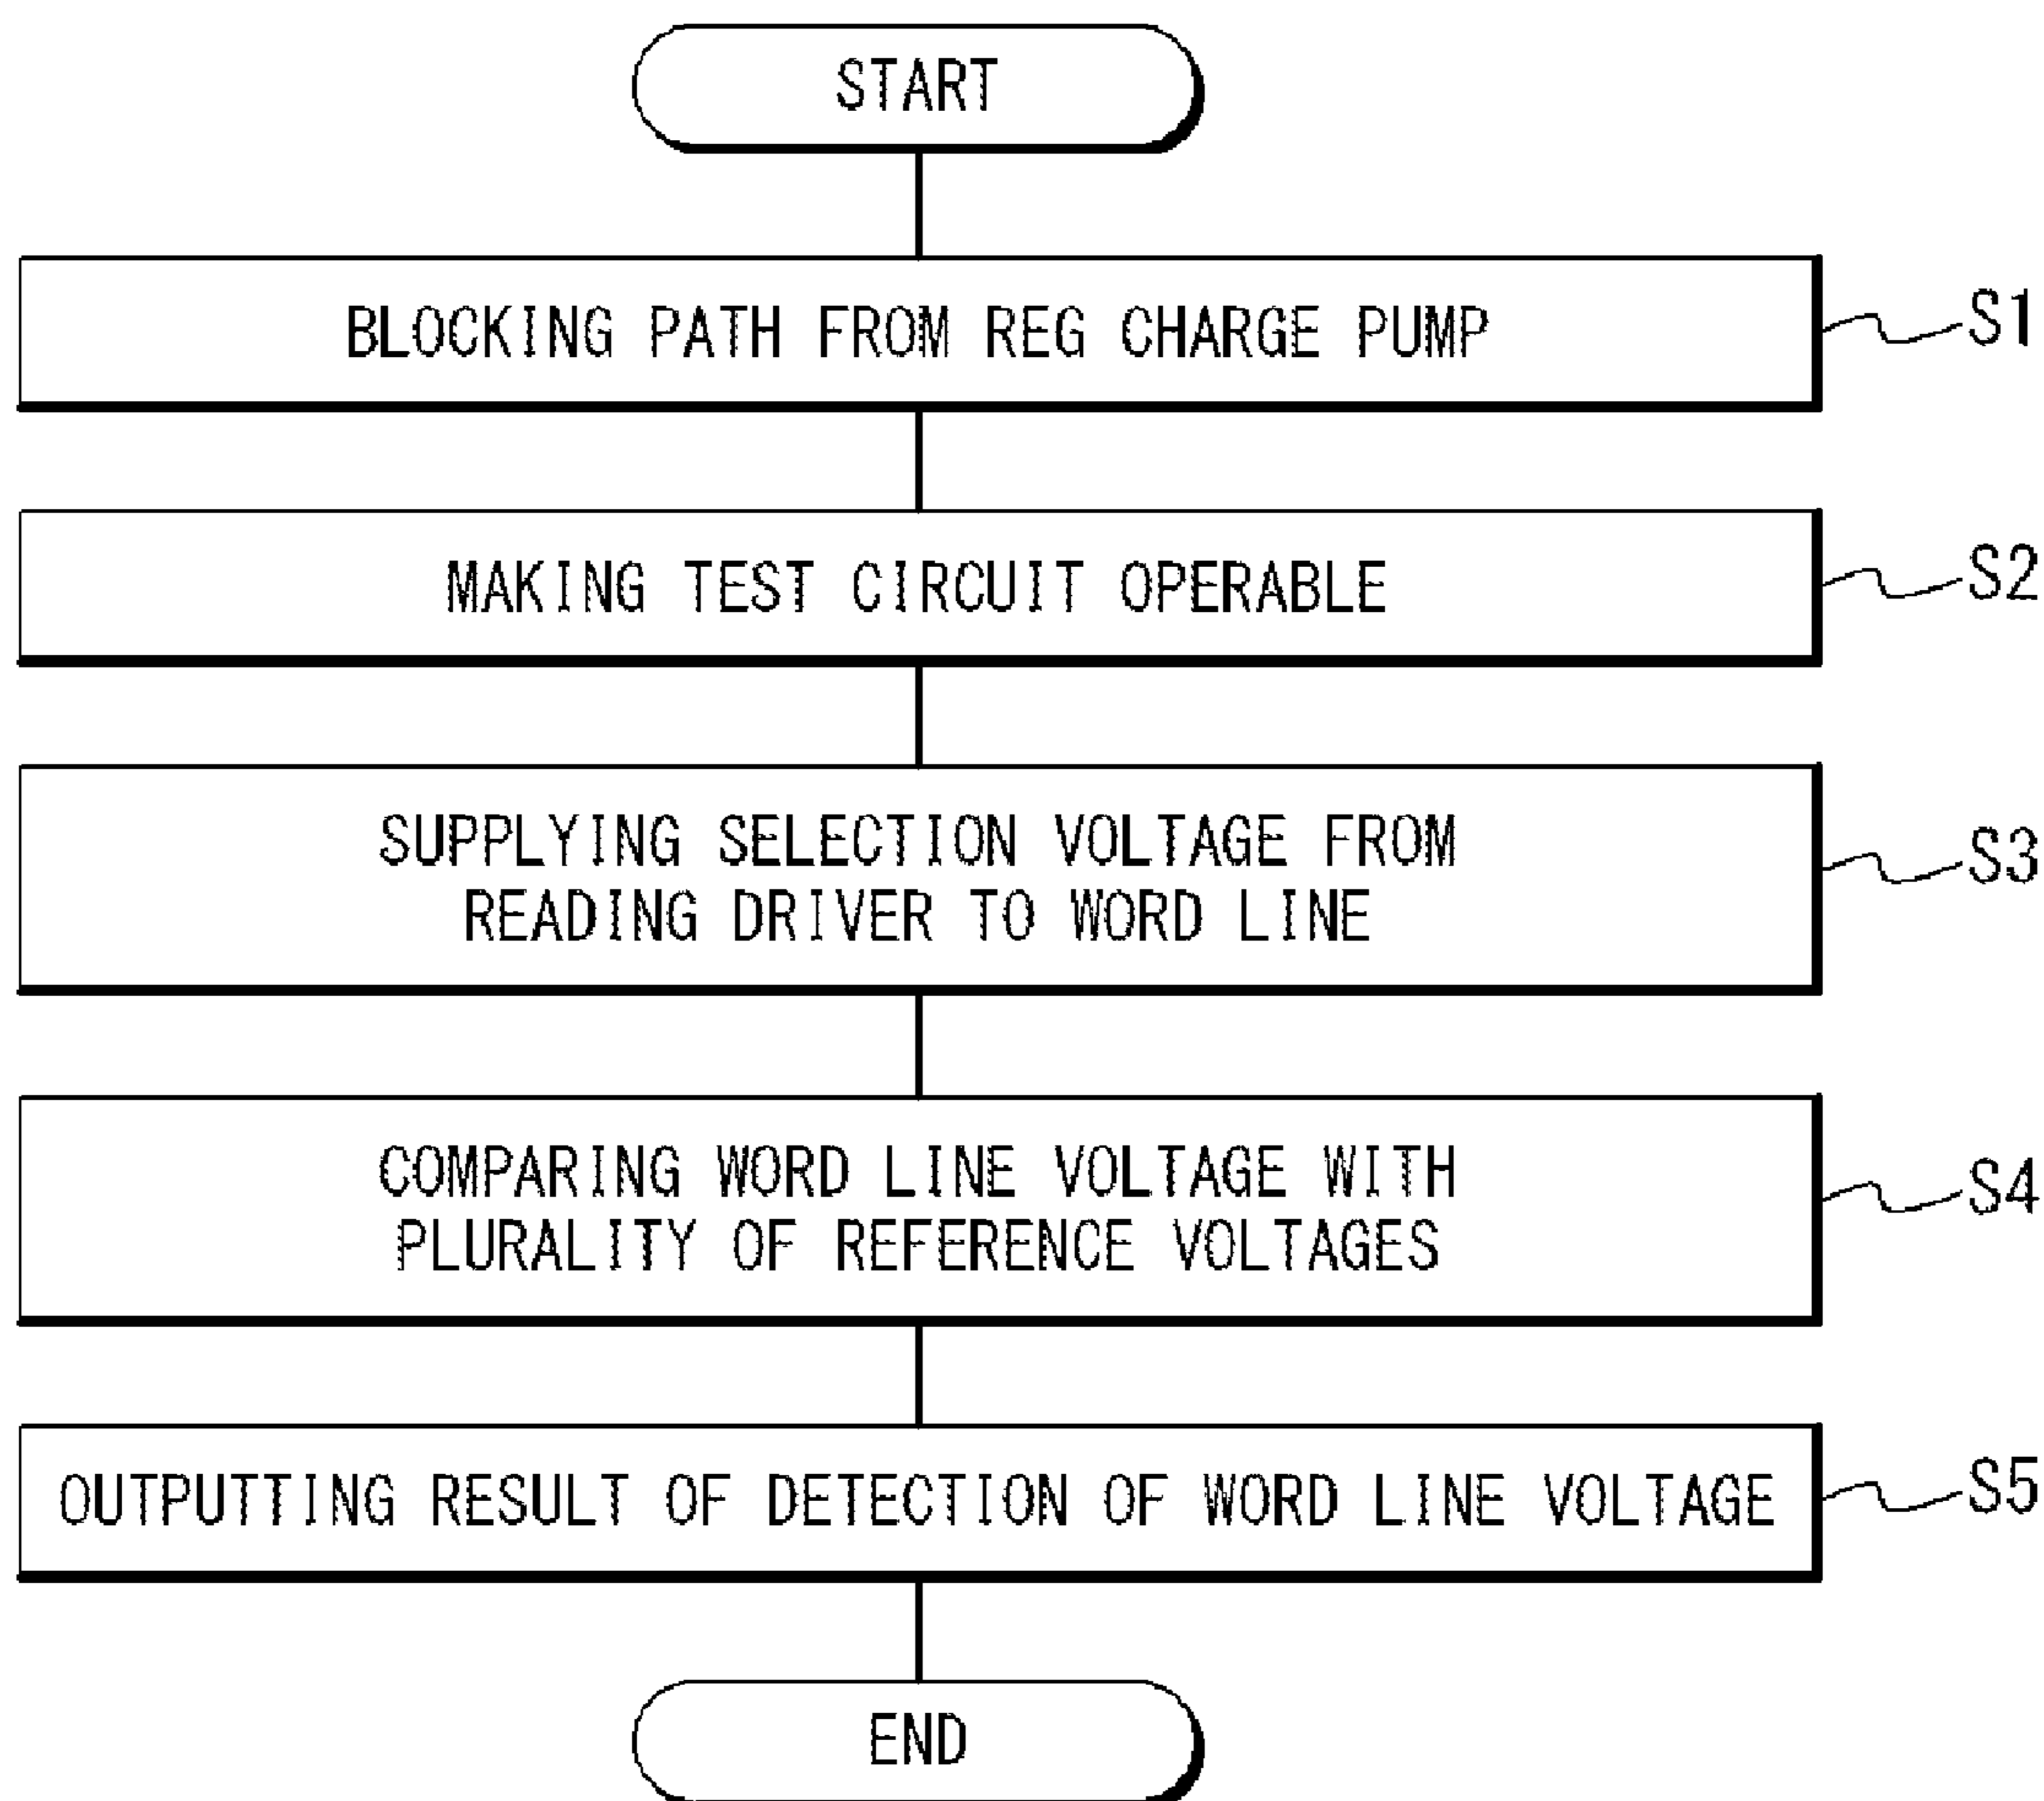 START
BLOCKING PATH FROM REG CHARGE PUMP
S1
MAKING TEST CIRCUIT OPERABLE
S2
SUPPLYING SELECTION VOLTAGE FROM
READING DRIVER TO WORD LINE
S3
COMPARING WORD LINE VOLTAGE WITH
PLURALITY OF REFERENCE VOLTAGES
S4
OUTPUTTING RESULT OF DETECTION OF WORD LINE VOLTAGE
S5
END